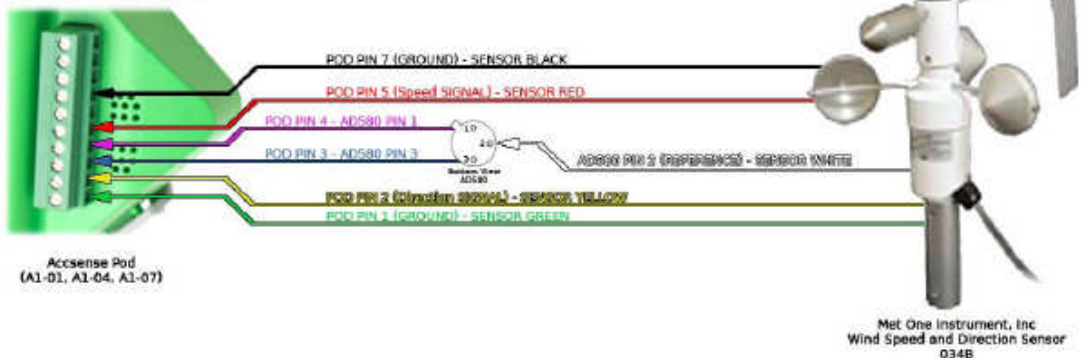 POD PIN 7 (GROUND) - SENSOR BLACK
POD PIN 5 (Speed SIGNAL) - SENSOR RED
POD PIN 4 - AD580 PIN 1
1O
2O
POD PIN 3 - AD580 PIN 3
3O
AD580 PIN 2 (REFERENCE) - SENSOR WHITE
Bottom View
AD580
POD PIN 2 (Direction SIGNAL) - SENSOR YELLOW
POD PIN 1 (GROUND) - SENSOR GREEN
Accsense Pod
(A1-01, A1-04, A1-07)
Met One Instrument, Inc
Wind Speed and Direction Sensor
034B